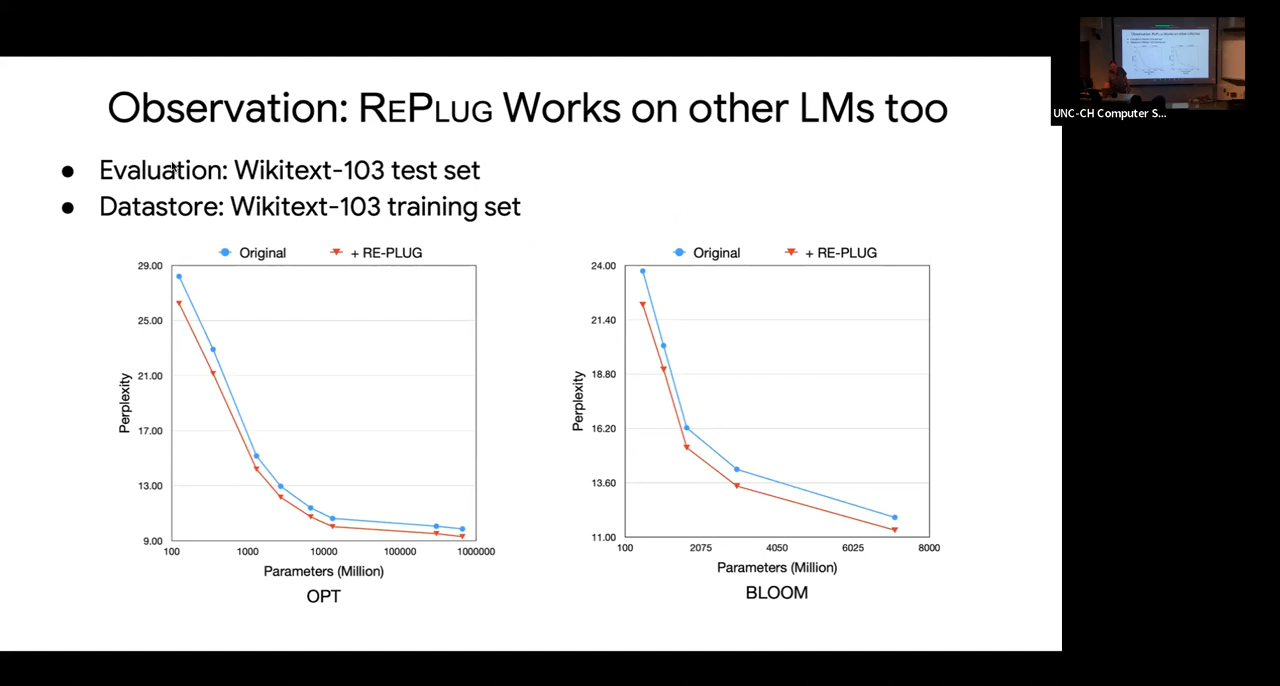 Observation: REPLUG Works on other LMs too
UNC-CH Computer S...
● Evaluation: Wikitext-103 test set
● Datastore: Wikitext-103 training set
Original + RE-PLUG
29.00
25.00
21.00
17.00
13.00
9.00
Perplexity
100 1000 10000 100000 1000000
Parameters (Million)
OPT
Original + RE-PLUG
24.00
21.40
18.80
16.20
13.60
11.00
Perplexity
100 2075 4050 6025 8000
Parameters (Million)
BLOOM